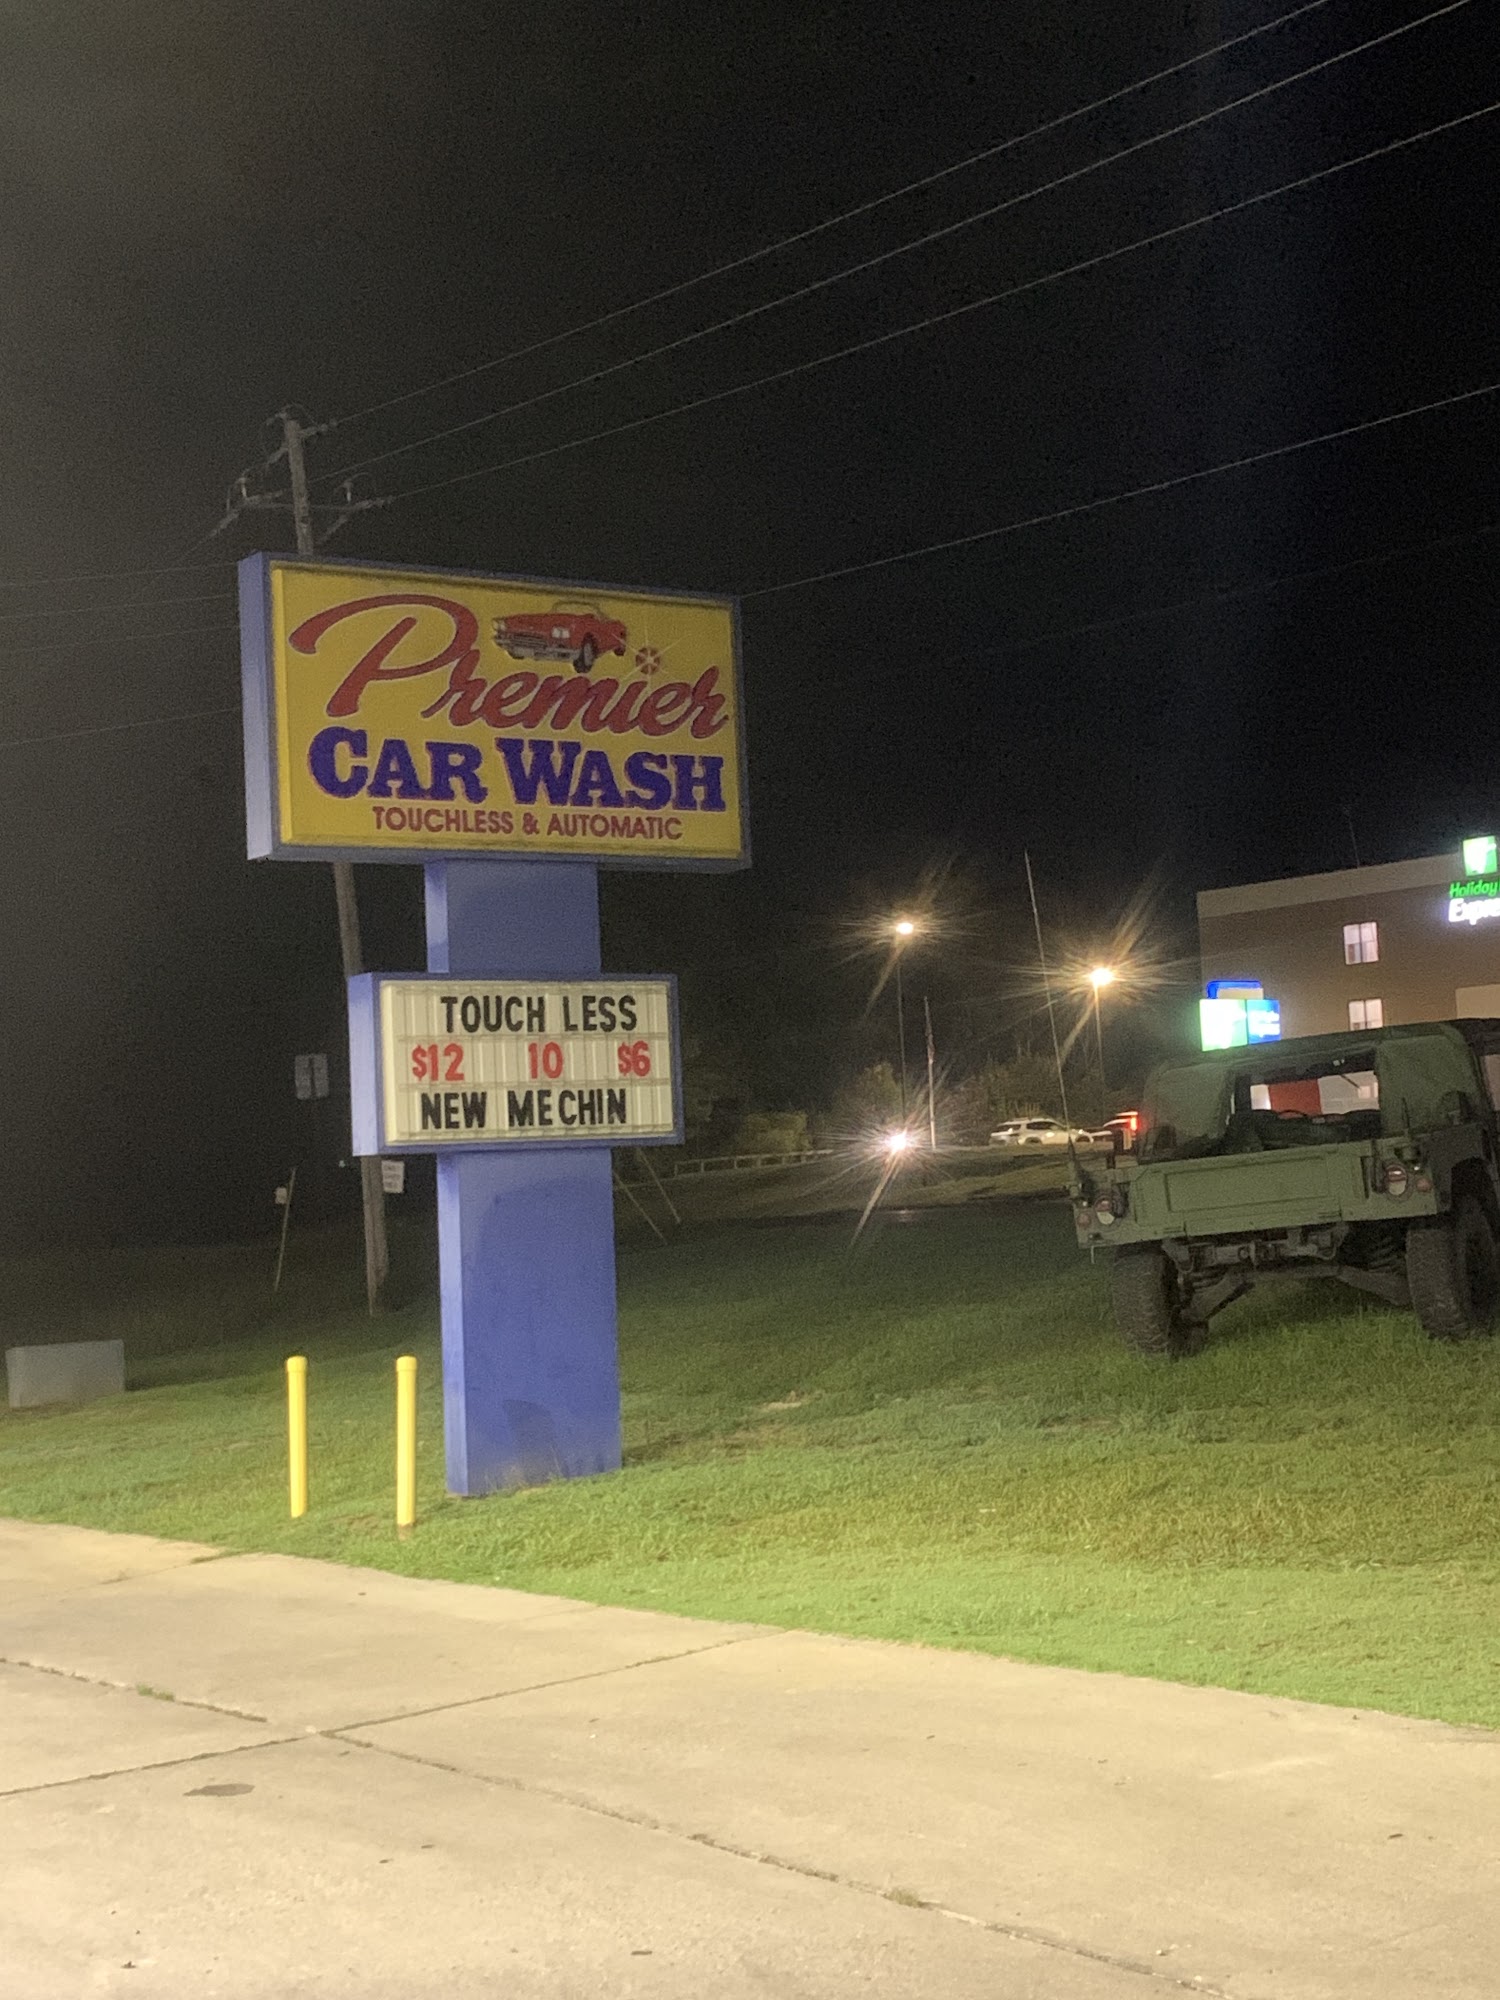 Premier
CAR WASH
TOUCHLESS & AUTOMATIC
TOUCH LESS
$12 10 $6
NEW MECHIN
Holiday